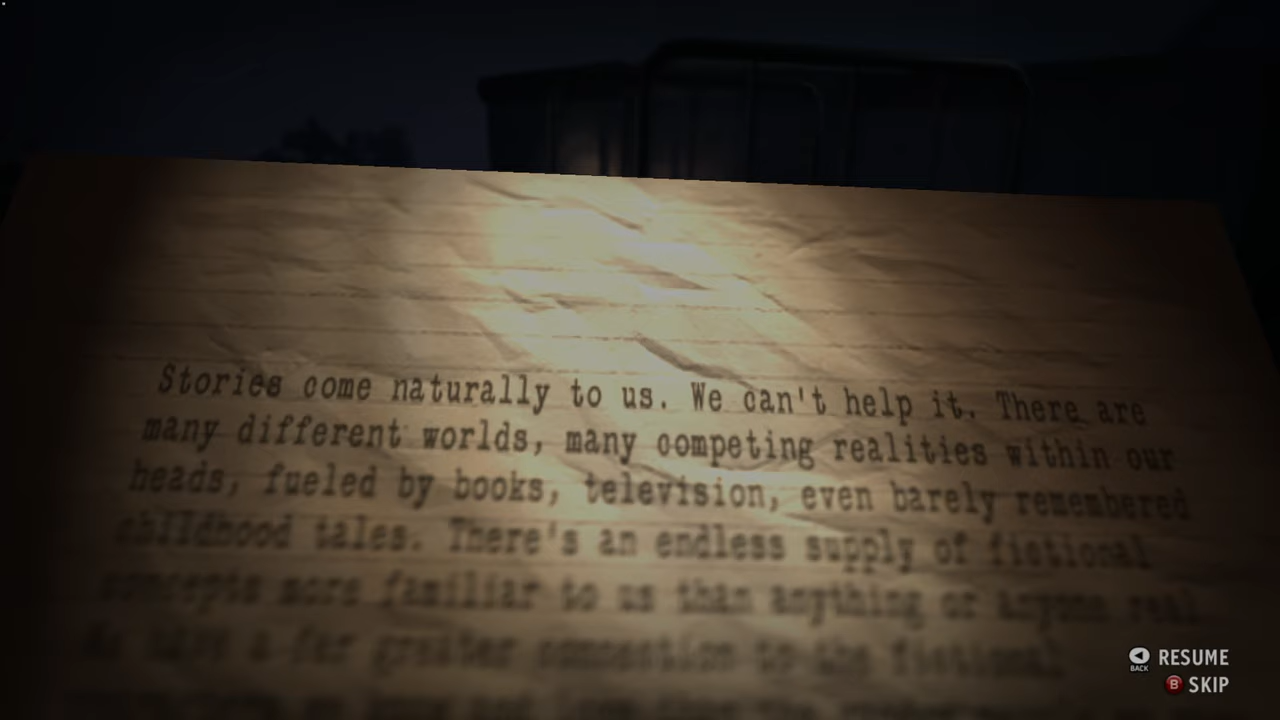 Stories come naturally to us. We can't help it. There are
many different worlds, many competing realities within our
heads, fueled by books, television, even barely remembered
childhood tales. There's an endless supply of fictional
concepts more familiar to us than anything or anyone real
a far greater connection to the fictional
RESUME
BACK
B SKIP